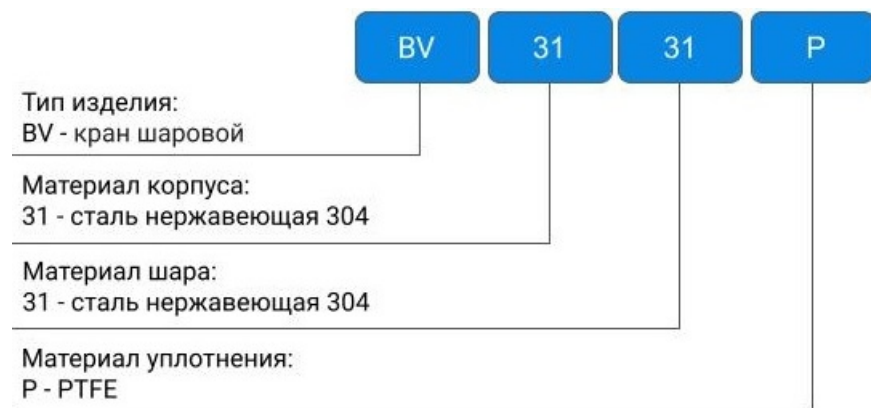 BV 31 31 P
Тип изделия:
BV - кран шаровой
Материал корпуса:
31 - сталь нержавеющая 304
Материал шара:
31 - сталь нержавеющая 304
Материал уплотнения:
P - PTFE